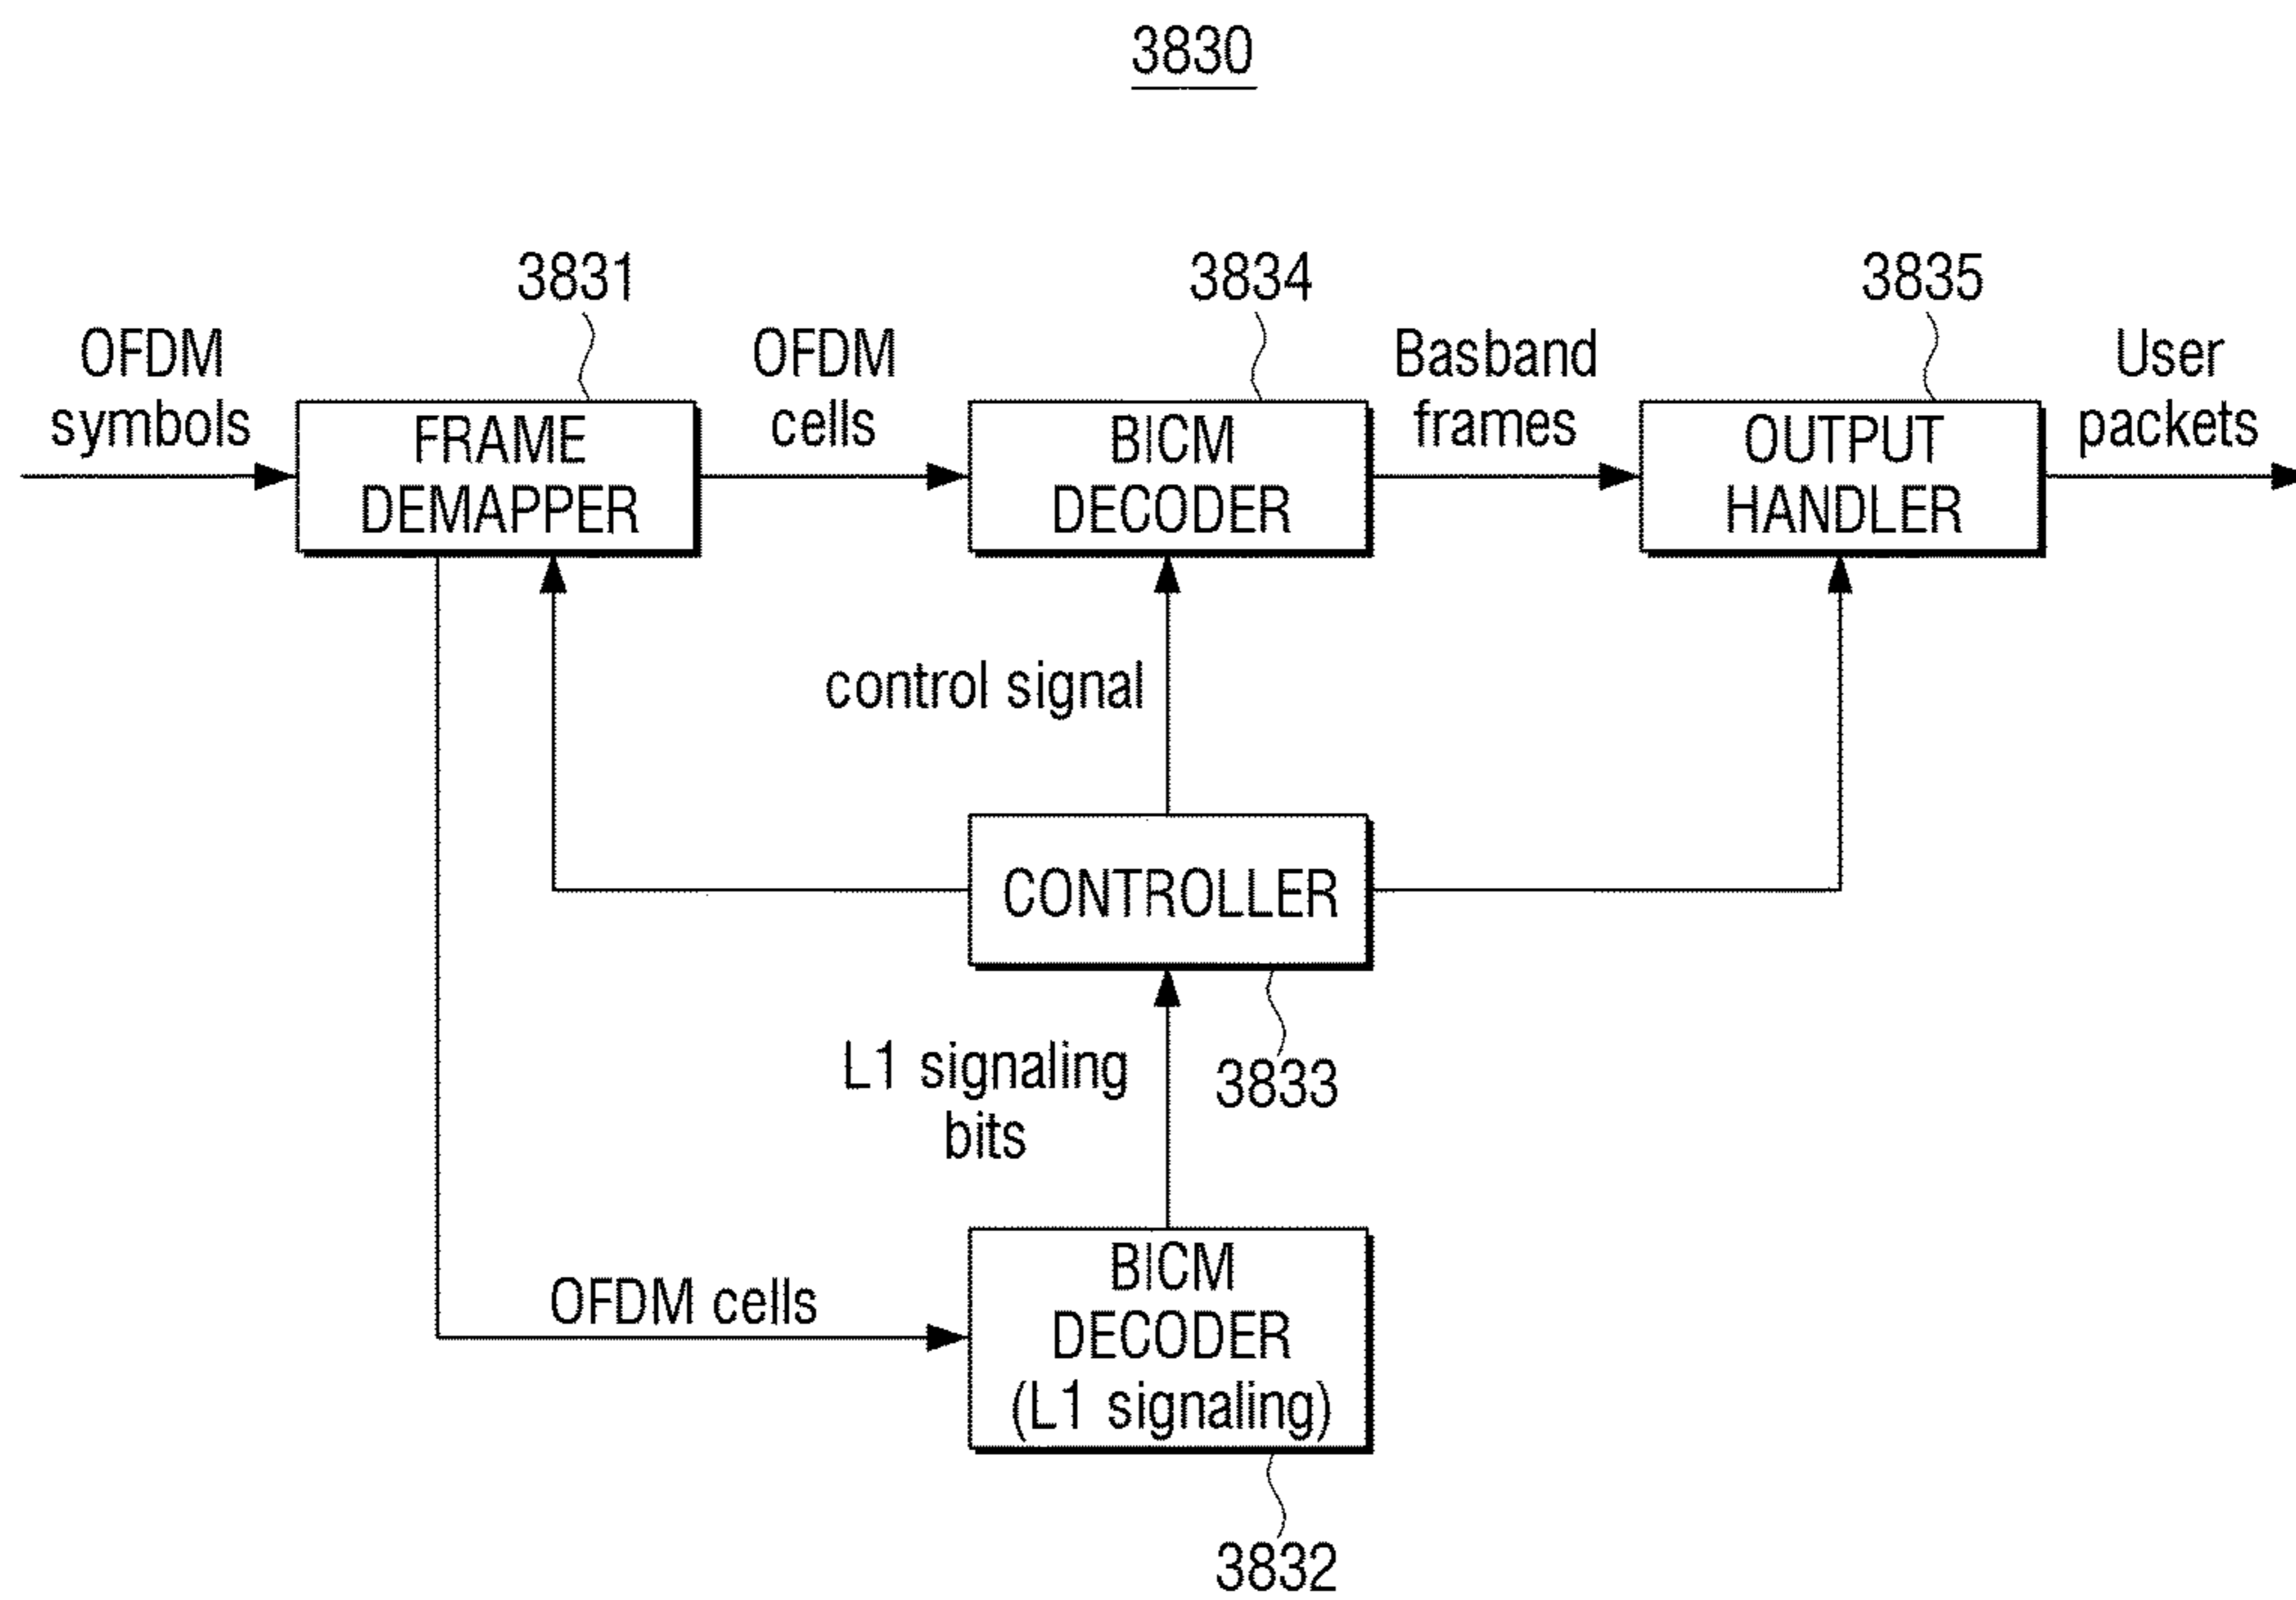 3830
3831
3834
3835
OFDM
symbols
OFDM
cells
Basband
frames
User
packets
FRAME
DEMAPPER
BICM
DECODER
OUTPUT
HANDLER
control signal
CONTROLLER
3833
L1 signaling
bits
OFDM cells
BICM
DECODER
(L1 signaling)
3832